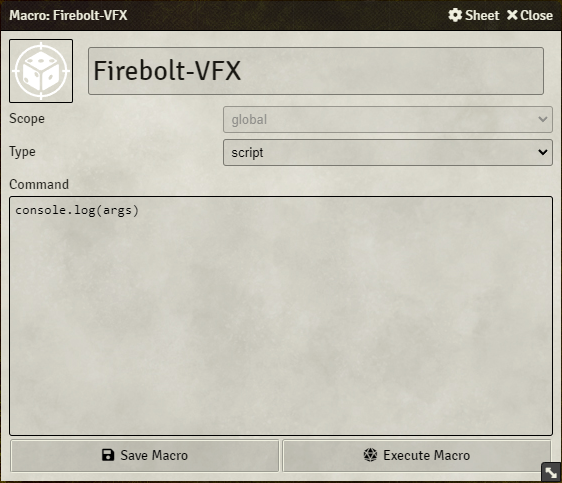 Macro: Firebolt-VFX Sheet Close
Firebolt-VFX
Scope global
Type script
Command
console.log(args)
Save Macro Execute Macro